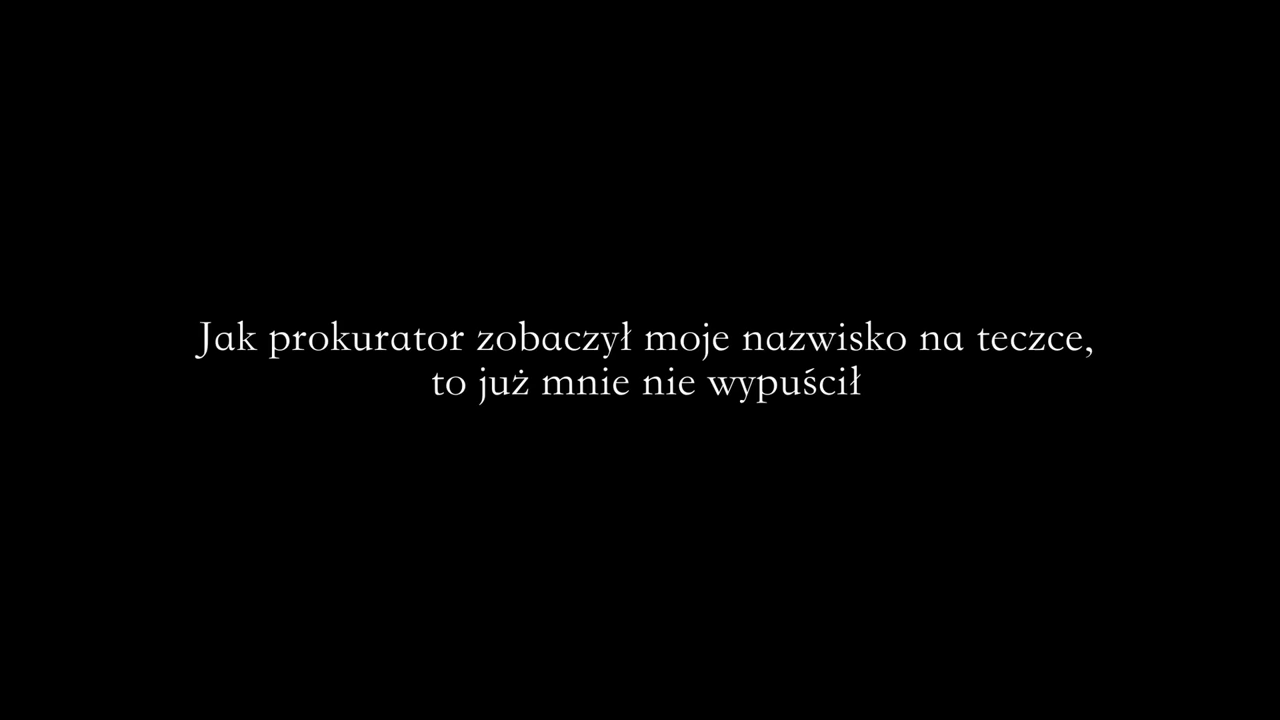 Jak prokurator zobaczył moje nazwisko na teczce,
to już mnie nie wypuścił